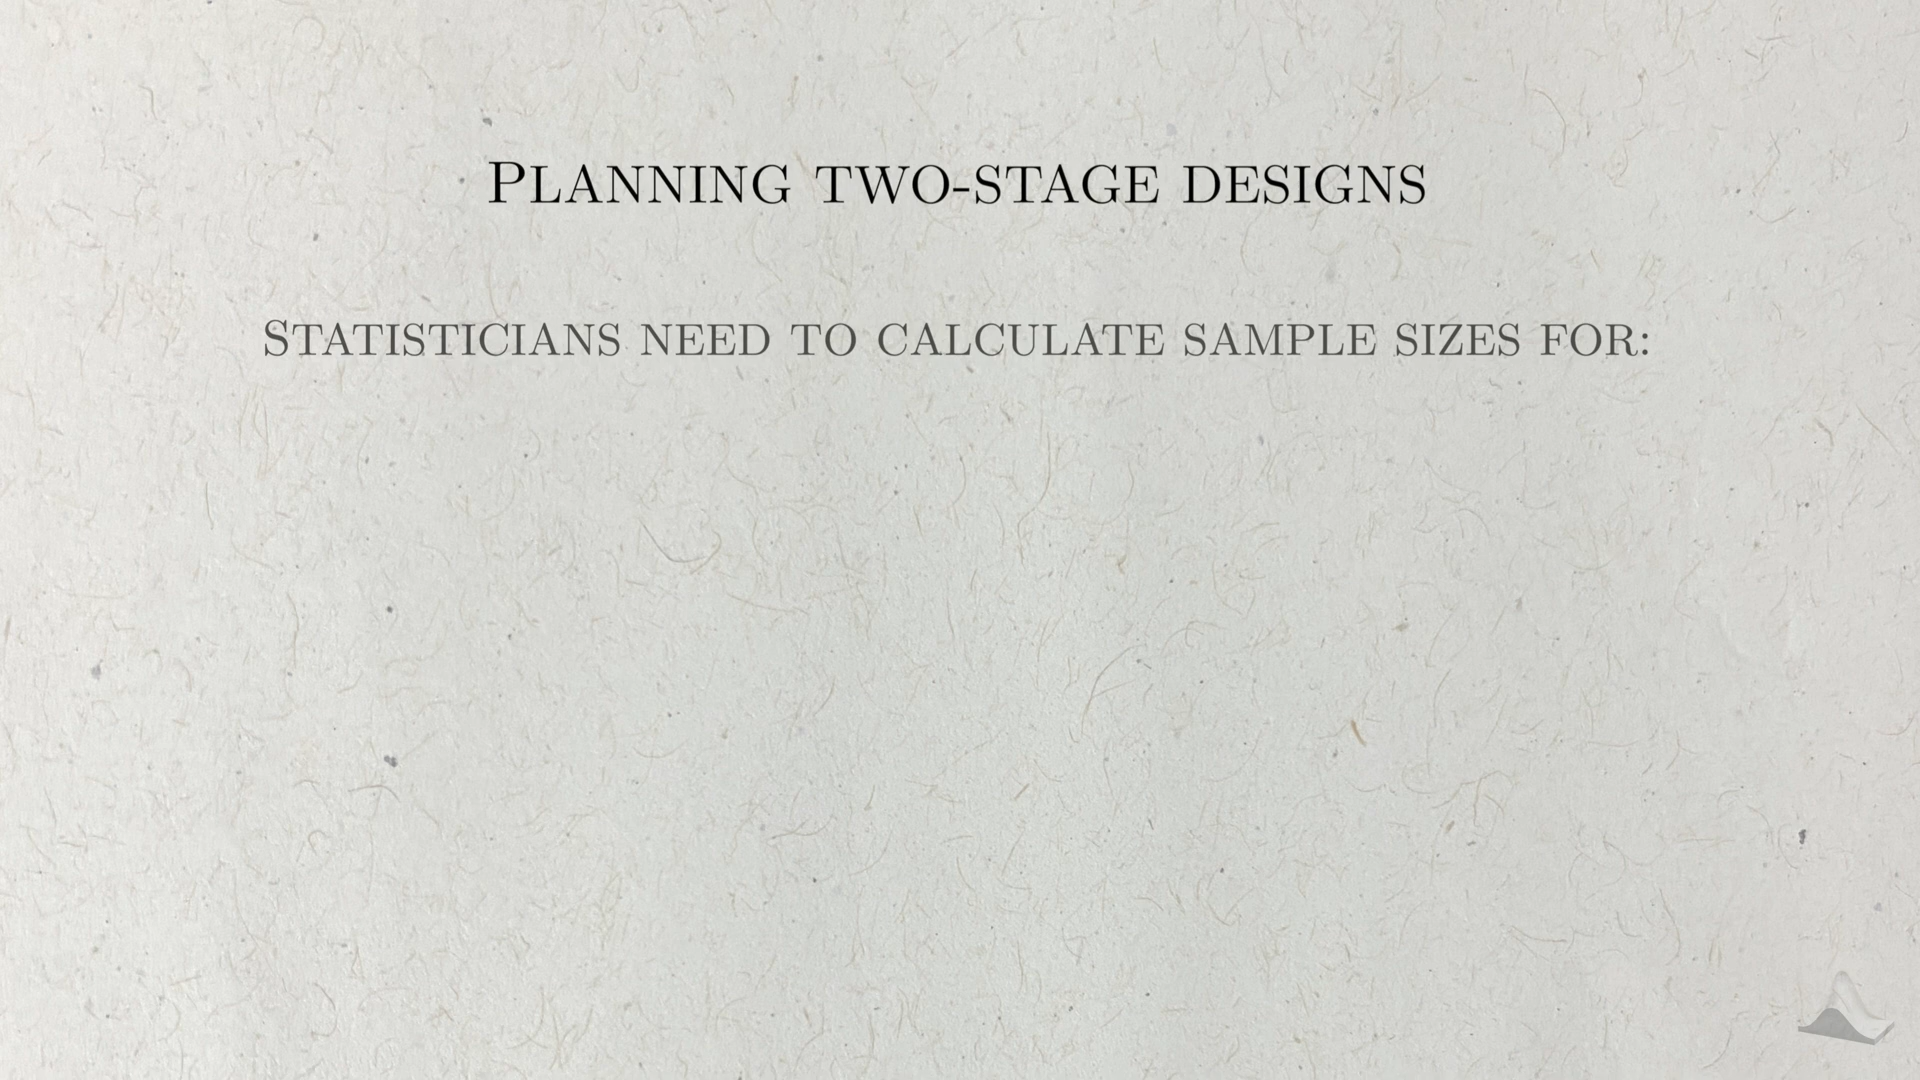 Planning two-stage designs
Statisticians need to calculate sample sizes for: